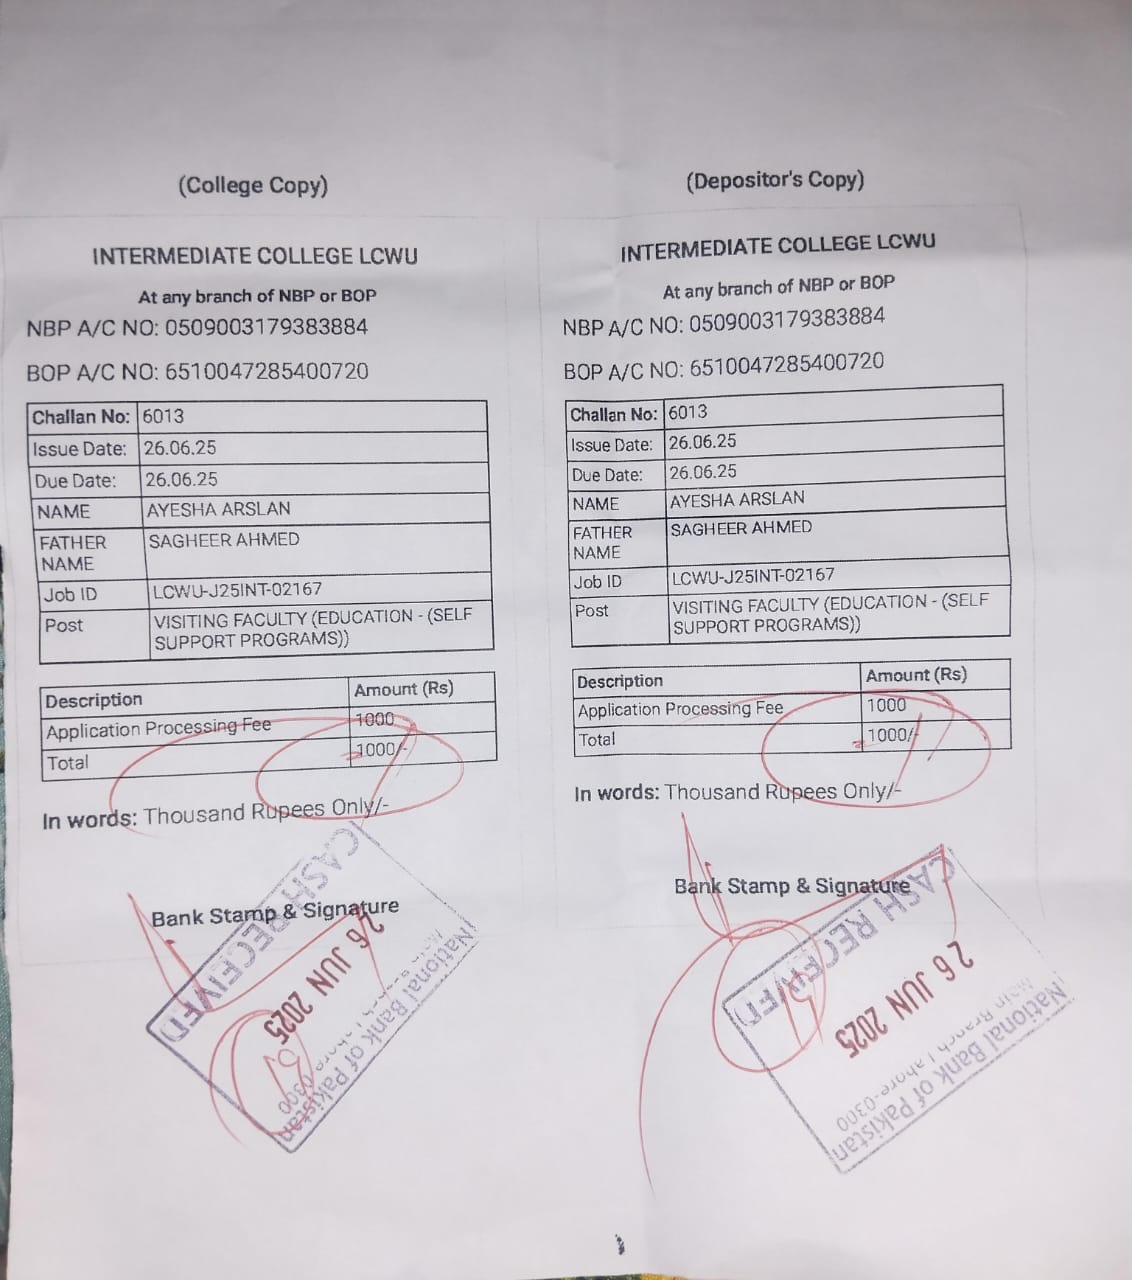 (College Copy)
INTERMEDIATE COLLEGE LCWU
At any branch of NBP or BOP
NBP A/C NO: 0509003179383884
BOP A/C NO: 6510047285400720
Challan No: 6013
Issue Date: 26.06.25
Due Date: 26.06.25
NAME AYESHA ARSLAN
FATHER NAME SAGHEER AHMED
Job ID LCWU-J25INT-02167
Post VISITING FACULTY (EDUCATION - (SELF
SUPPORT PROGRAMS))
Description Amount (Rs)
Application Processing Fee 1000
Total 1000/-
In words: Thousand Rupees Only/-
Bank Stamp & Signature
CASH RECEIVED
26 JUN 2025
National Bank of Pakistan
0300
(Depositor's Copy)
INTERMEDIATE COLLEGE LCWU
At any branch of NBP or BOP
NBP A/C NO: 0509003179383884
BOP A/C NO: 6510047285400720
Challan No: 6013
Issue Date: 26.06.25
Due Date: 26.06.25
NAME AYESHA ARSLAN
FATHER NAME SAGHEER AHMED
Job ID LCWU-J25INT-02167
Post VISITING FACULTY (EDUCATION - (SELF
SUPPORT PROGRAMS))
Description Amount (Rs)
Application Processing Fee 1000
Total 1000/-
In words: Thousand Rupees Only/-
Bank Stamp & Signature
CASH RECEIVED
26 JUN 2025
National Bank of Pakistan
Main Branch Lahore-0300